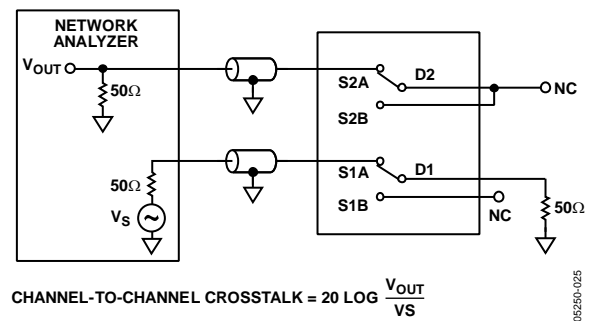 NETWORK
ANALYZER
VOUT
50Ω
S2A
D2
NC
S2B
50Ω
VS
S1A
D1
S1B
NC
50Ω
CHANNEL-TO-CHANNEL CROSSTALK = 20 LOG VOUT
VS
05250-025